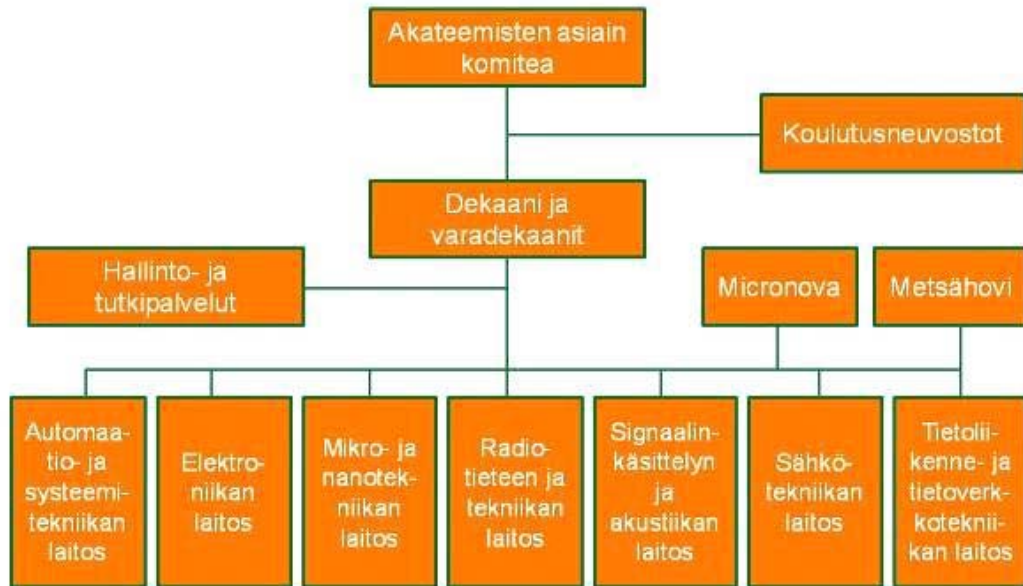 Akateemisten asiain
komitea
Koulutusneuvostot
Dekaani ja
varadekaanit
Hallinto- ja
tutkipalvelut
Micronova
Metsähovi
Automaa-
tio- ja
systeemi-
tekniikan
laitos
Elektro-
niikan
laitos
Mikro- ja
nanotek-
niikan
laitos
Radio-
tieteen ja
tekniikan
laitos
Signaalin-
käsittelyn
ja
akustiikan
laitos
Sähkö-
tekniikan
laitos
Tietolii-
kenne- ja
tietoverk-
koteknii-
kan laitos